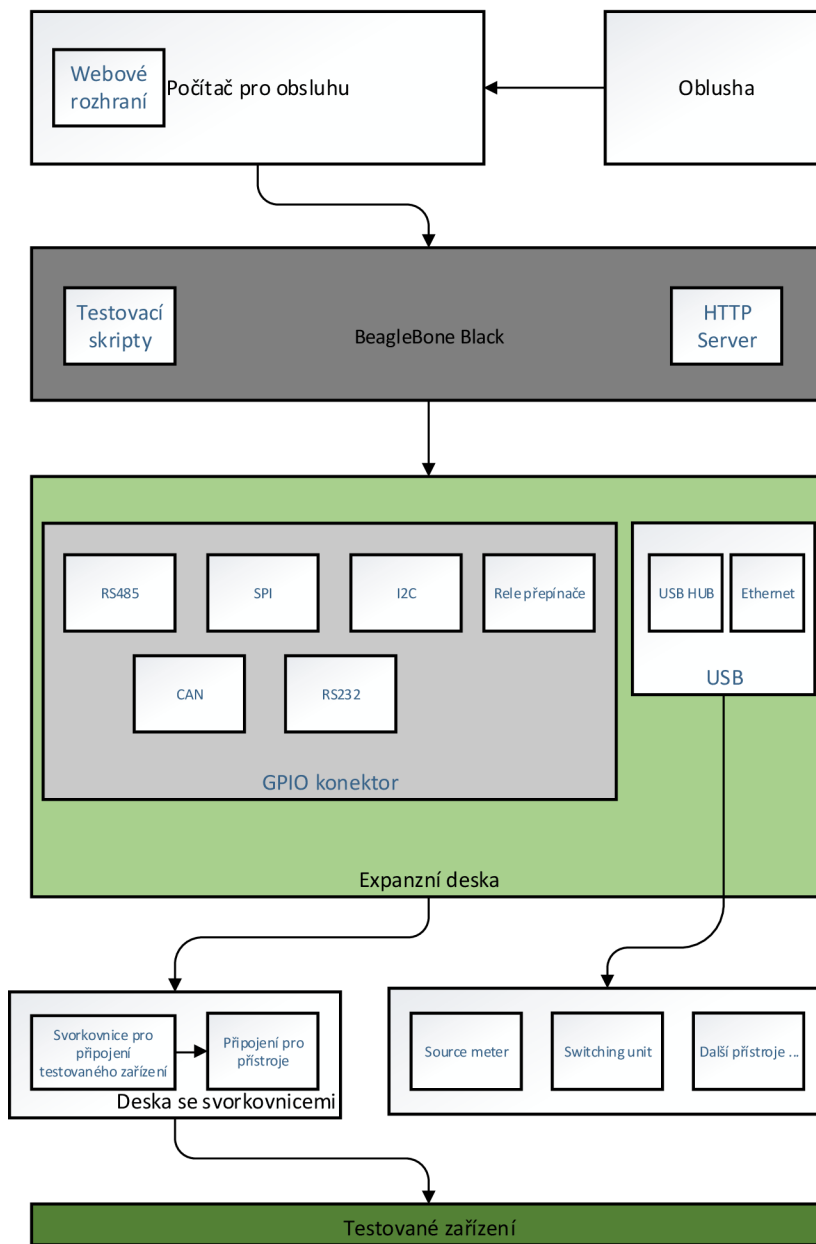 Webové
rozhraní
Počítač pro obsluhu
Oblusha
Testovací
skripty
BeagleBone Black
HTTP
Server
RS485
SPI
I2C
Rele přepínače
USB HUB
Ethernet
CAN
RS232
USB
GPIO konektor
Expanzní deska
Svorkovnice pro
připojení
testovaného zařízení
Připojení pro
přístroje
Deska se svorkovnicemi
Source meter
Switching unit
Další přístroje ...
Testované zařízení